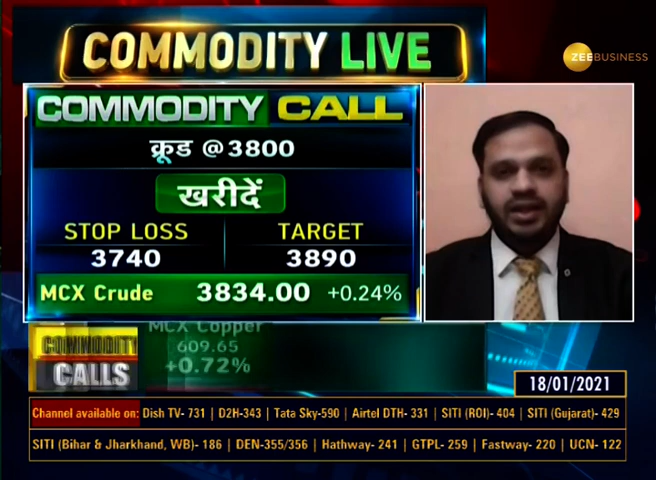 COMMODITY LIVE
ZEEBUSINESS
COMMODITY CALL
क्रूड @ 3800
खरीदें
STOP LOSS TARGET
3740 3890
MCX Crude 3834.00 +0.24%
MCX Copper
609.65
+0.72%
COMMODITY
CALLS
18/01/2021
Channel available on: Dish TV- 731 | D2H-343 | Tata Sky-590 | Airtel DTH- 331 | SITI (ROI)- 404 | SITI (Gujarat)- 429
SITI (Bihar & Jharkhand, WB)- 186 | DEN-355/356 | Hathway- 241 | GTPL- 259 | Fastway- 220 | UCN- 122